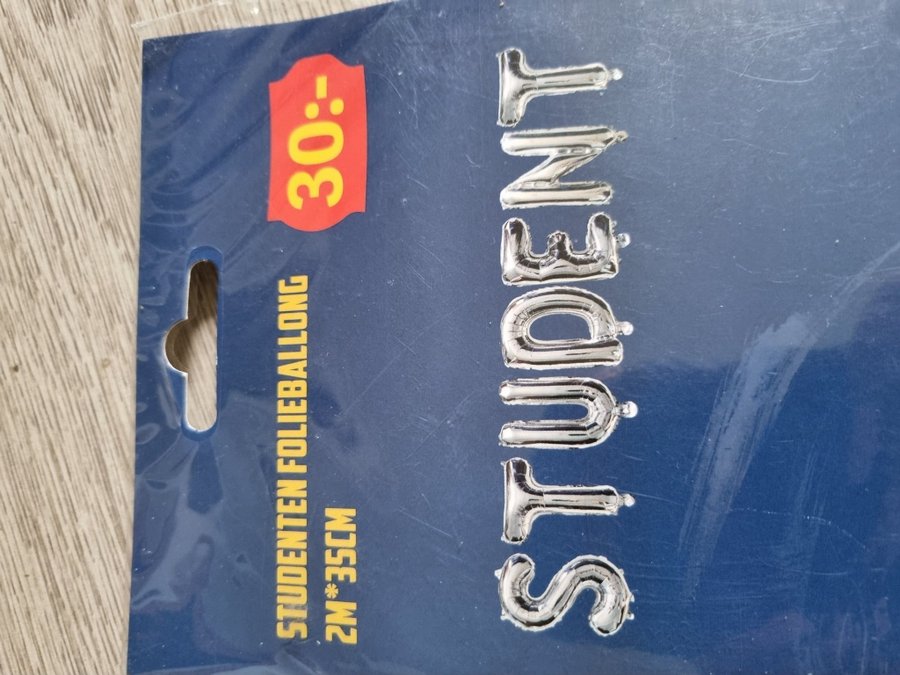 STUDENTEN FOLIEBALLONG
2M*35CM
30:-
STUDENT